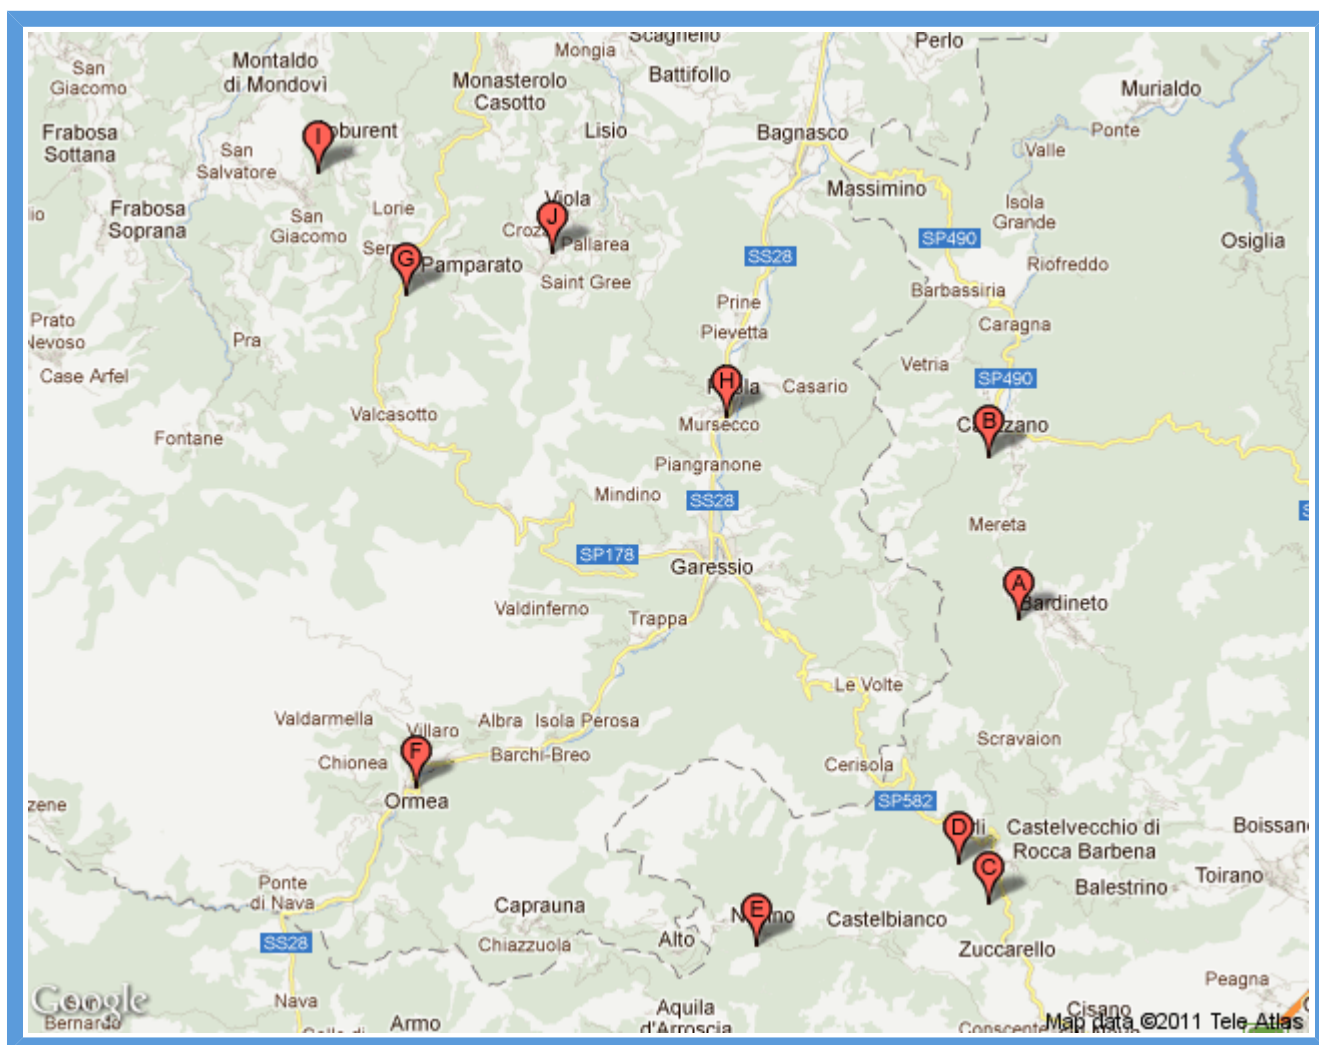 Scagnello
Perlo
Mongia
Montaldo
di Mondovì
San
Giacomo
Battifollo
Monasterolo
Casotto
Murialdo
Frabosa
Sottana
I
Lisio
Bagnasco
Ponte
San
Salvatore
Valle
Massimino
Viola
Frabosa
Soprana
Lorie
San
Giacomo
J
Isola
Grande
Pallarea
SP490
Osiglia
G
Pamparato
SS28
Riofreddo
Saint Gree
Barbassiria
Prine
Prato
Nevoso
Pievetta
Caragna
Pra
Vetria
Case Arfel
H
Casario
SP490
Valcasotto
B
Mursecco
Fontane
Piangranone
Mindino
SS28
Mereta
SP178
Garessio
A
Bardineto
Valdinferno
Trappa
Le Volte
Valdarmella
Villaro
Albra
Isola Perosa
Scravaion
F
Chionea
Barchi-Breo
Cerisola
Ormea
SP582
D
Castelvecchio di
Rocca Barbena
C
Toirano
Ponte
di Nava
Balestrino
Caprauna
E
Castelbianco
Alto
Chiazzuola
SS28
Zuccarello
Peagna
Google
Nava
Bernardo
Armo
Aquila
d'Arroscia
Cisano
Map data ©2011 Tele Atlas